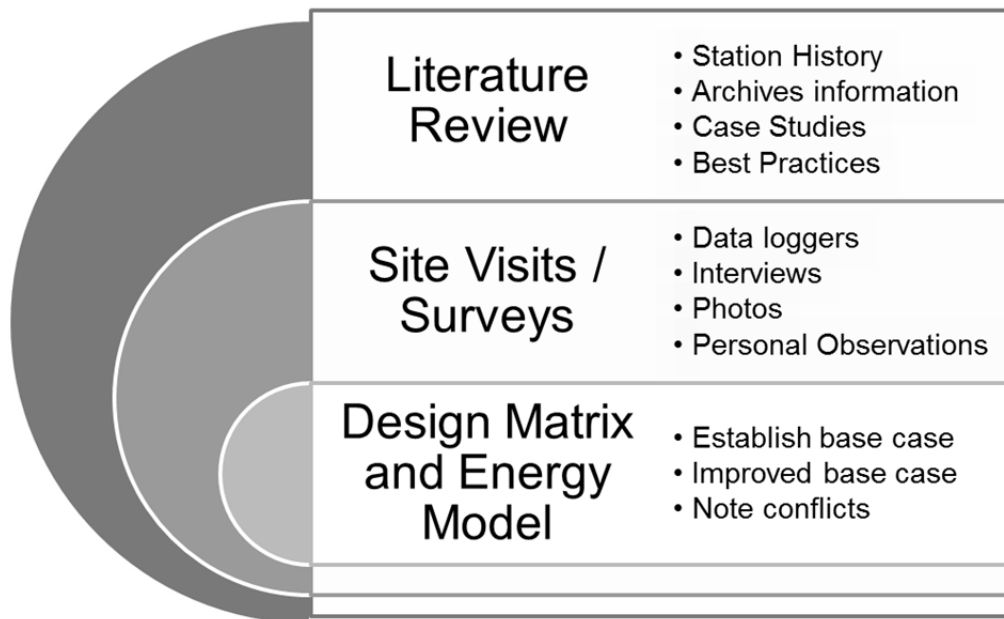 Literature
Review
• Station History
• Archives information
• Case Studies
• Best Practices
Site Visits /
Surveys
• Data loggers
• Interviews
• Photos
• Personal Observations
Design Matrix
and Energy
Model
• Establish base case
• Improved base case
• Note conflicts